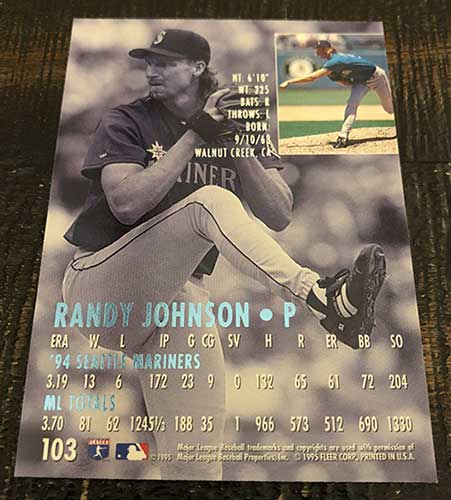 S
HT: 6'10"
WT: 225
BATS: R
THROWS: L
BORN:
9/10/63
WALNUT CREEK, CA
MARINER
RANDY JOHNSON • P
ERA W L IP G CG SV H R ER BB SO
'94 SEATTLE MARINERS
3.19 13 6 172 23 9 0 132 65 61 72 204
ML TOTALS
3.70 81 62 1245⅓ 188 35 1 966 573 512 690 1330
103 FLEER ©1995
Major League Baseball trademarks and copyrights are used with permission of
Major League Baseball Properties, Inc. © 1995 FLEER CORP., PRINTED IN U.S.A.